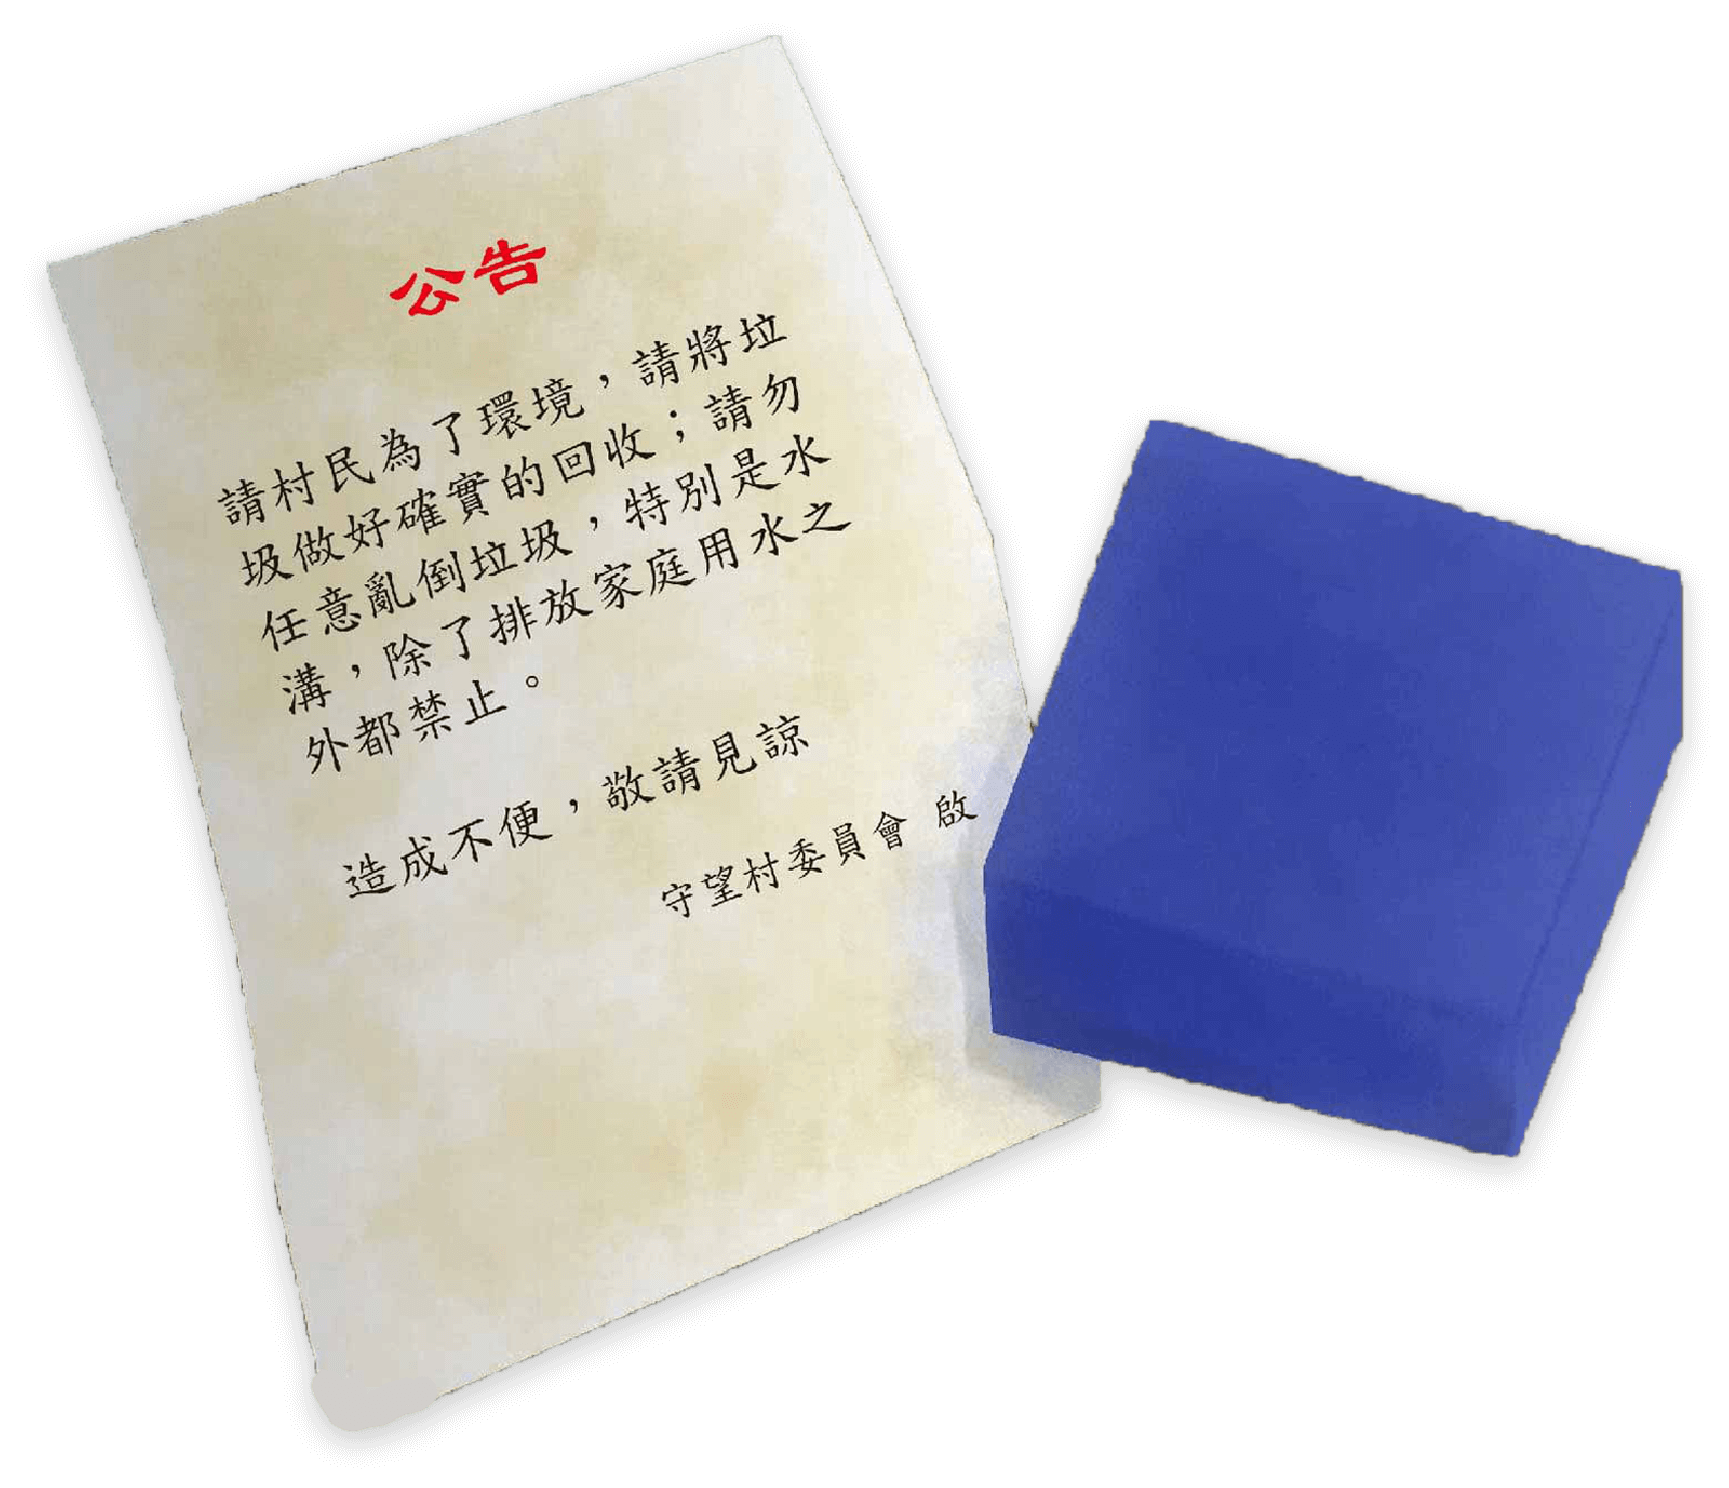 公告
請村民為了環境，請將垃
圾做好確實的回收；請勿
任意亂倒垃圾，特別是水
溝，除了排放家庭用水之
外都禁止。
造成不便，敬請見諒
守望村委員會 啟